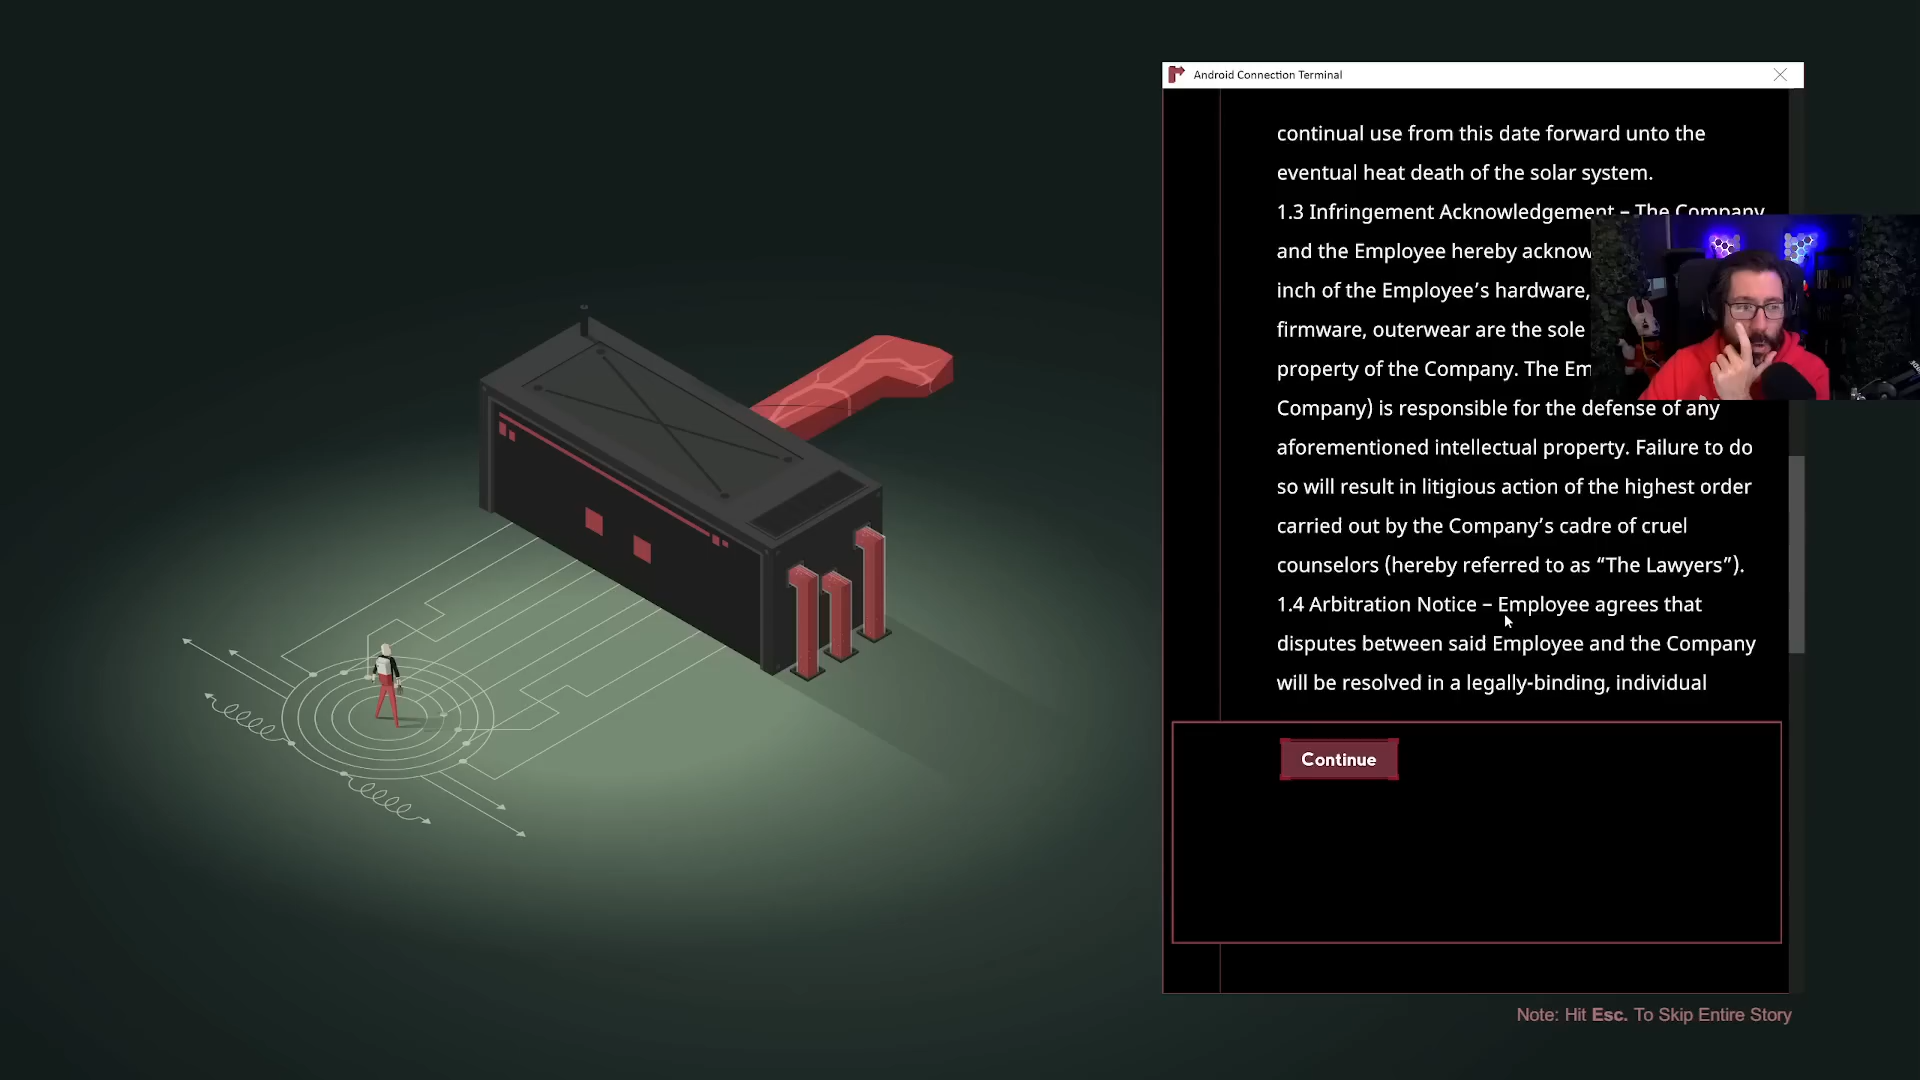 Android Connection Terminal
continual use from this date forward unto the
eventual heat death of the solar system.
1.3 Infringement Acknowledgement – The Company
and the Employee hereby acknow
inch of the Employee’s hardware,
firmware, outerwear are the sole
property of the Company. The Em
Company) is responsible for the defense of any
aforementioned intellectual property. Failure to do
so will result in litigious action of the highest order
carried out by the Company’s cadre of cruel
counselors (hereby referred to as “The Lawyers”).
1.4 Arbitration Notice – Employee agrees that
disputes between said Employee and the Company
will be resolved in a legally-binding, individual
Continue
Note: Hit Esc. To Skip Entire Story